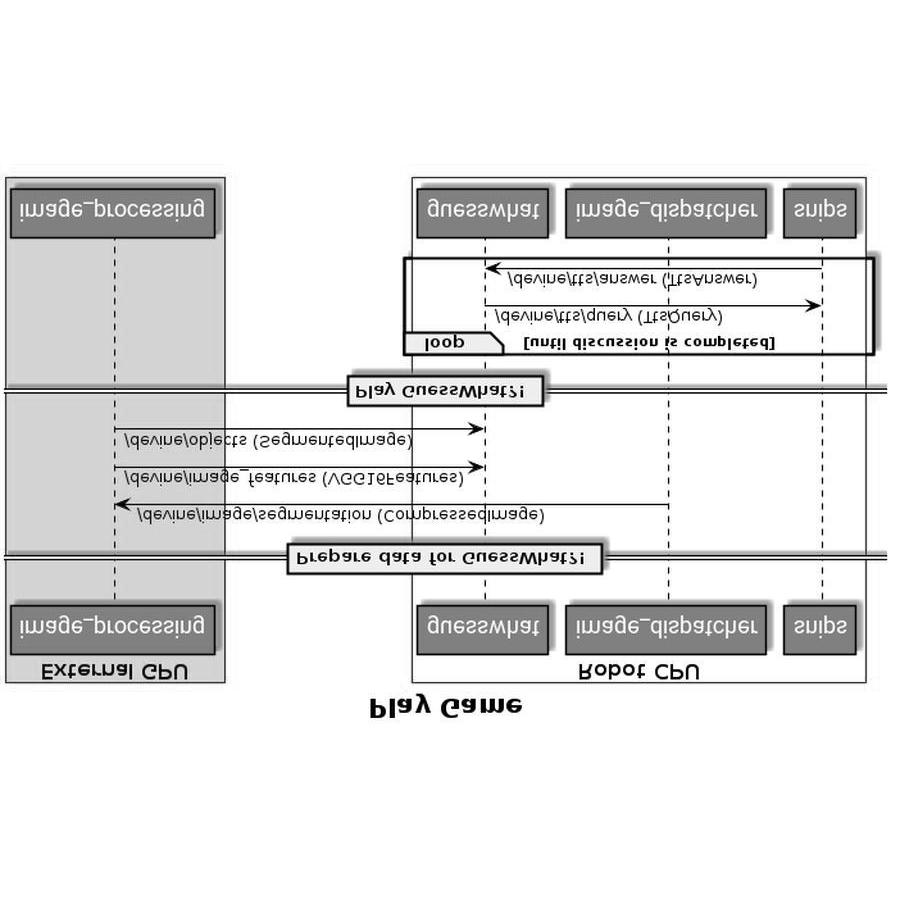 Play Game
External GPU
Robot CPU
image_processing
guesswhat
image_dispatcher
snips
Prepare data for GuessWhat?!
/devine/image/segmentation (CompressedImage)
/devine/image_features (VGG16Features)
/devine/objects (SegmentedImage)
Play GuessWhat?!
loop
[until discussion is completed]
/devine/tts/query (TtsQuery)
/devine/tts/answer (TtsAnswer)
image_processing
guesswhat
image_dispatcher
snips